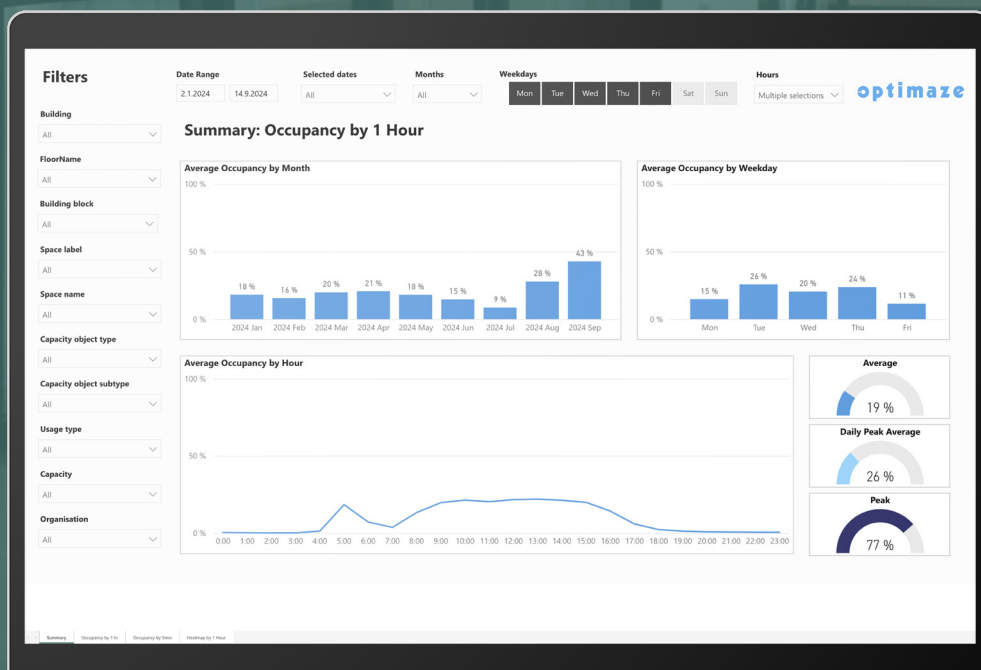 Filters
Date Range
Selected dates
Months
Weekdays
Hours
2.1.2024 14.9.2024
All
All
Mon Tue Wed Thu Fri Sat Sun
Multiple selections
optimaze
Building
All
FloorName
All
Building block
All
Space label
All
Space name
All
Capacity object type
All
Capacity object subtype
All
Usage type
All
Capacity
All
Organisation
All
Summary: Occupancy by 1 Hour
Average Occupancy by Month
100 %
50 %
0 %
18 % 16 % 20 % 21 % 18 % 15 % 9 % 28 % 43 %
2024 Jan 2024 Feb 2024 Mar 2024 Apr 2024 May 2024 Jun 2024 Jul 2024 Aug 2024 Sep
Average Occupancy by Weekday
100 %
50 %
0 %
15 % 26 % 20 % 24 % 11 %
Mon Tue Wed Thu Fri
Average Occupancy by Hour
100 %
50 %
0 %
0:00 1:00 2:00 3:00 4:00 5:00 6:00 7:00 8:00 9:00 10:00 11:00 12:00 13:00 14:00 15:00 16:00 17:00 18:00 19:00 20:00 21:00 22:00 23:00
Average
19 %
Daily Peak Average
26 %
Peak
77 %
Summary Occupancy by 1 hr Occupancy by 5min Heatmap by 1 Hour